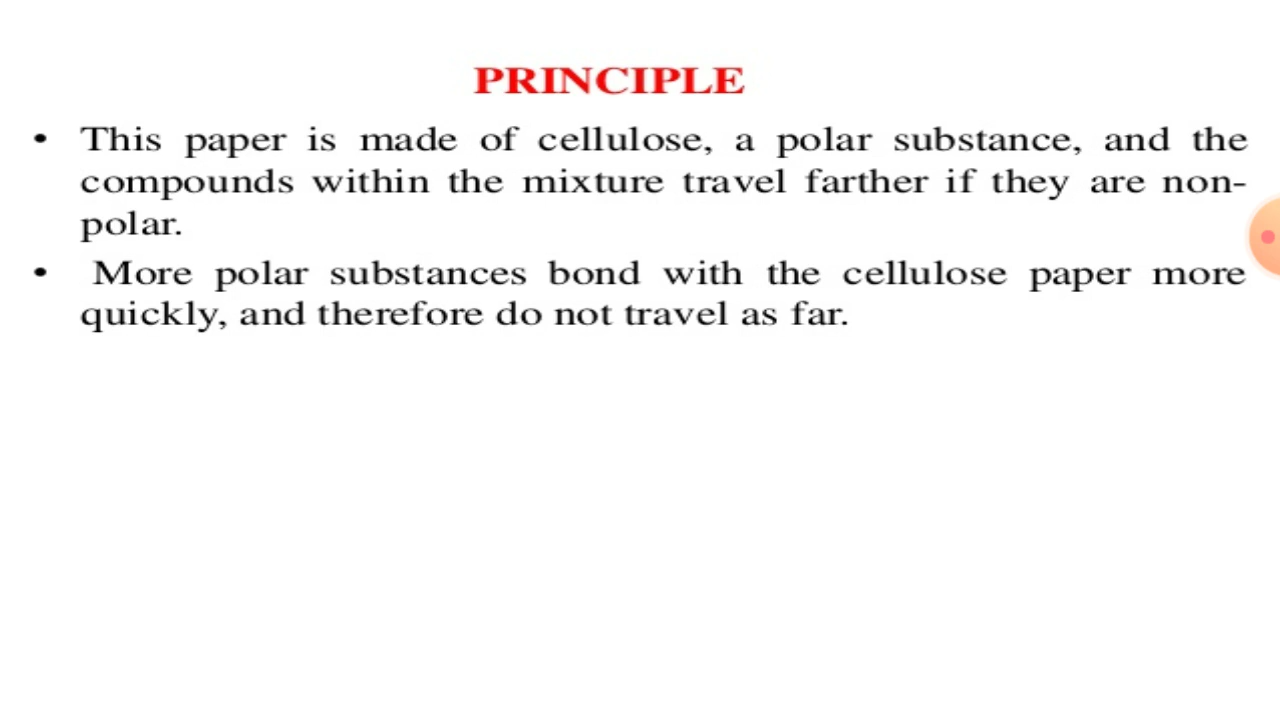 PRINCIPLE
• This paper is made of cellulose, a polar substance, and the
compounds within the mixture travel farther if they are non-
polar.
• More polar substances bond with the cellulose paper more
quickly, and therefore do not travel as far.